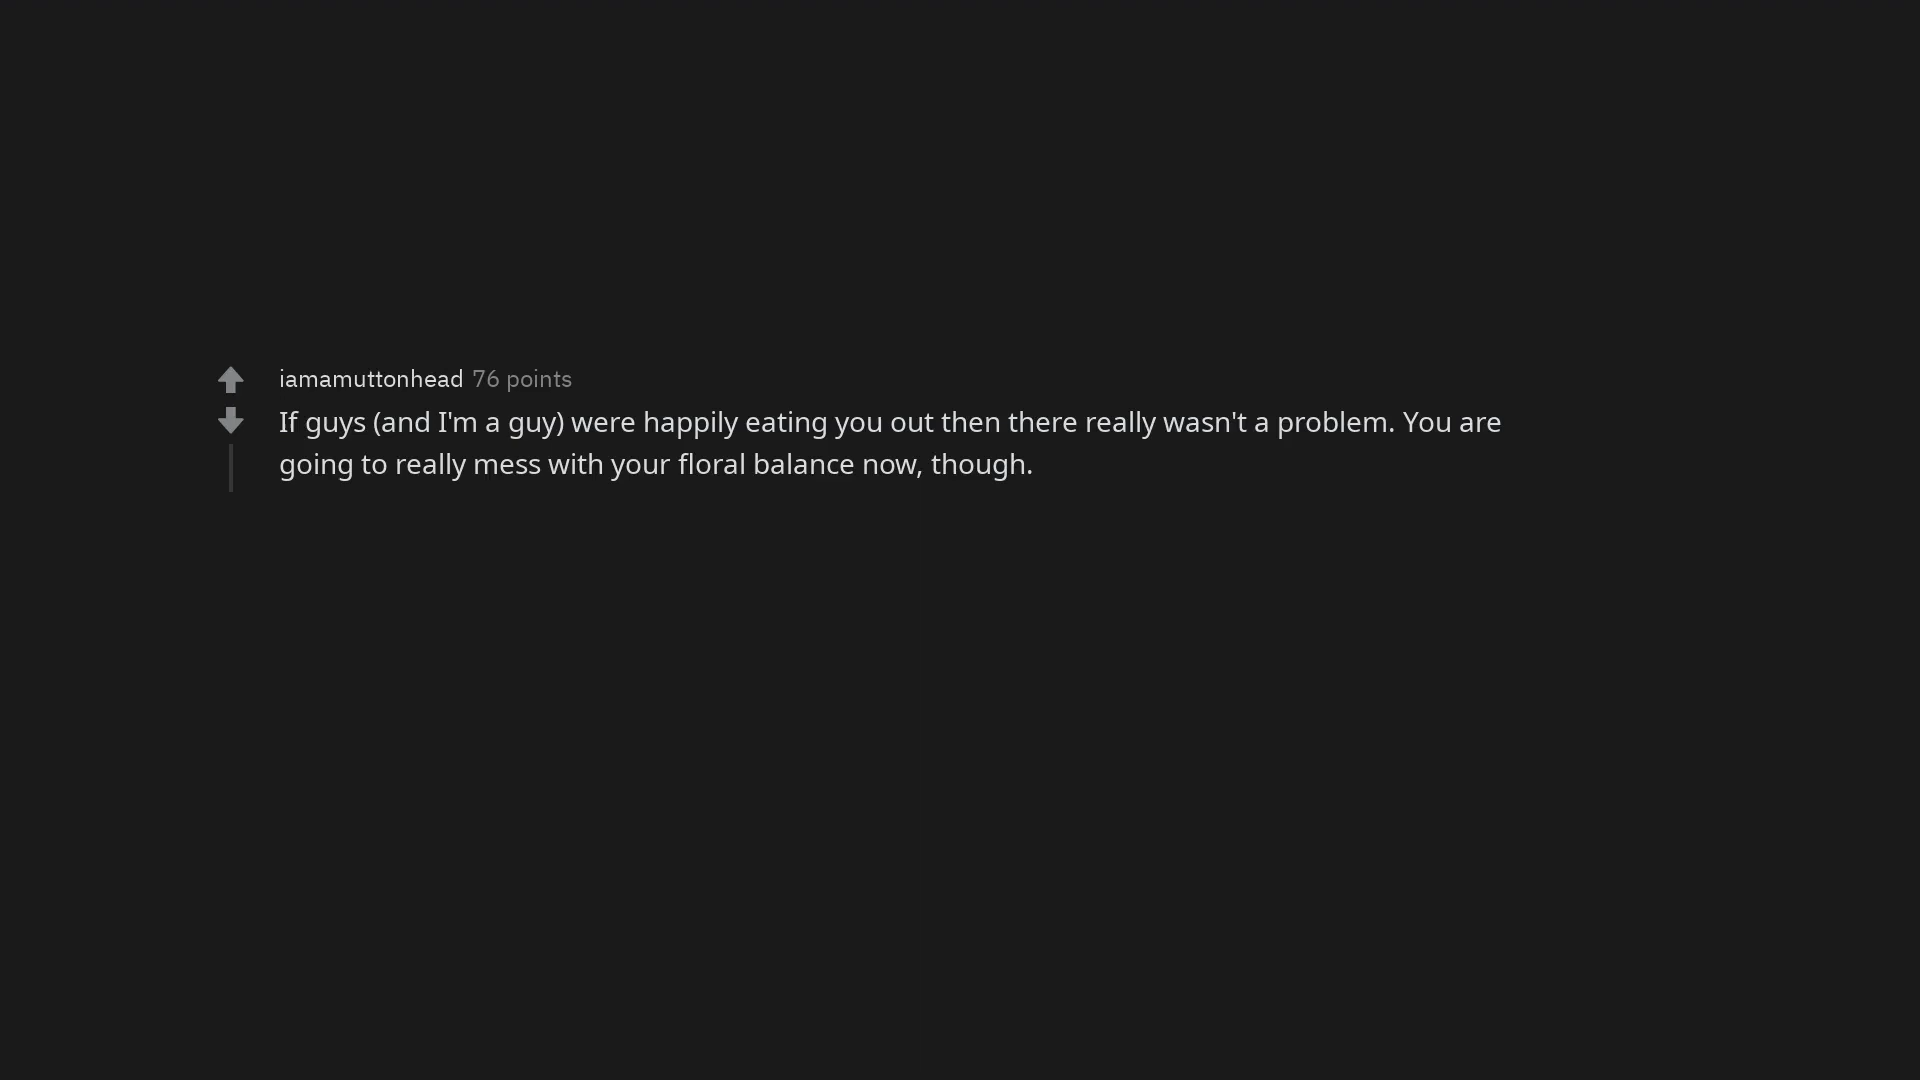 iamamuttonhead 76 points
If guys (and I'm a guy) were happily eating you out then there really wasn't a problem. You are
going to really mess with your floral balance now, though.